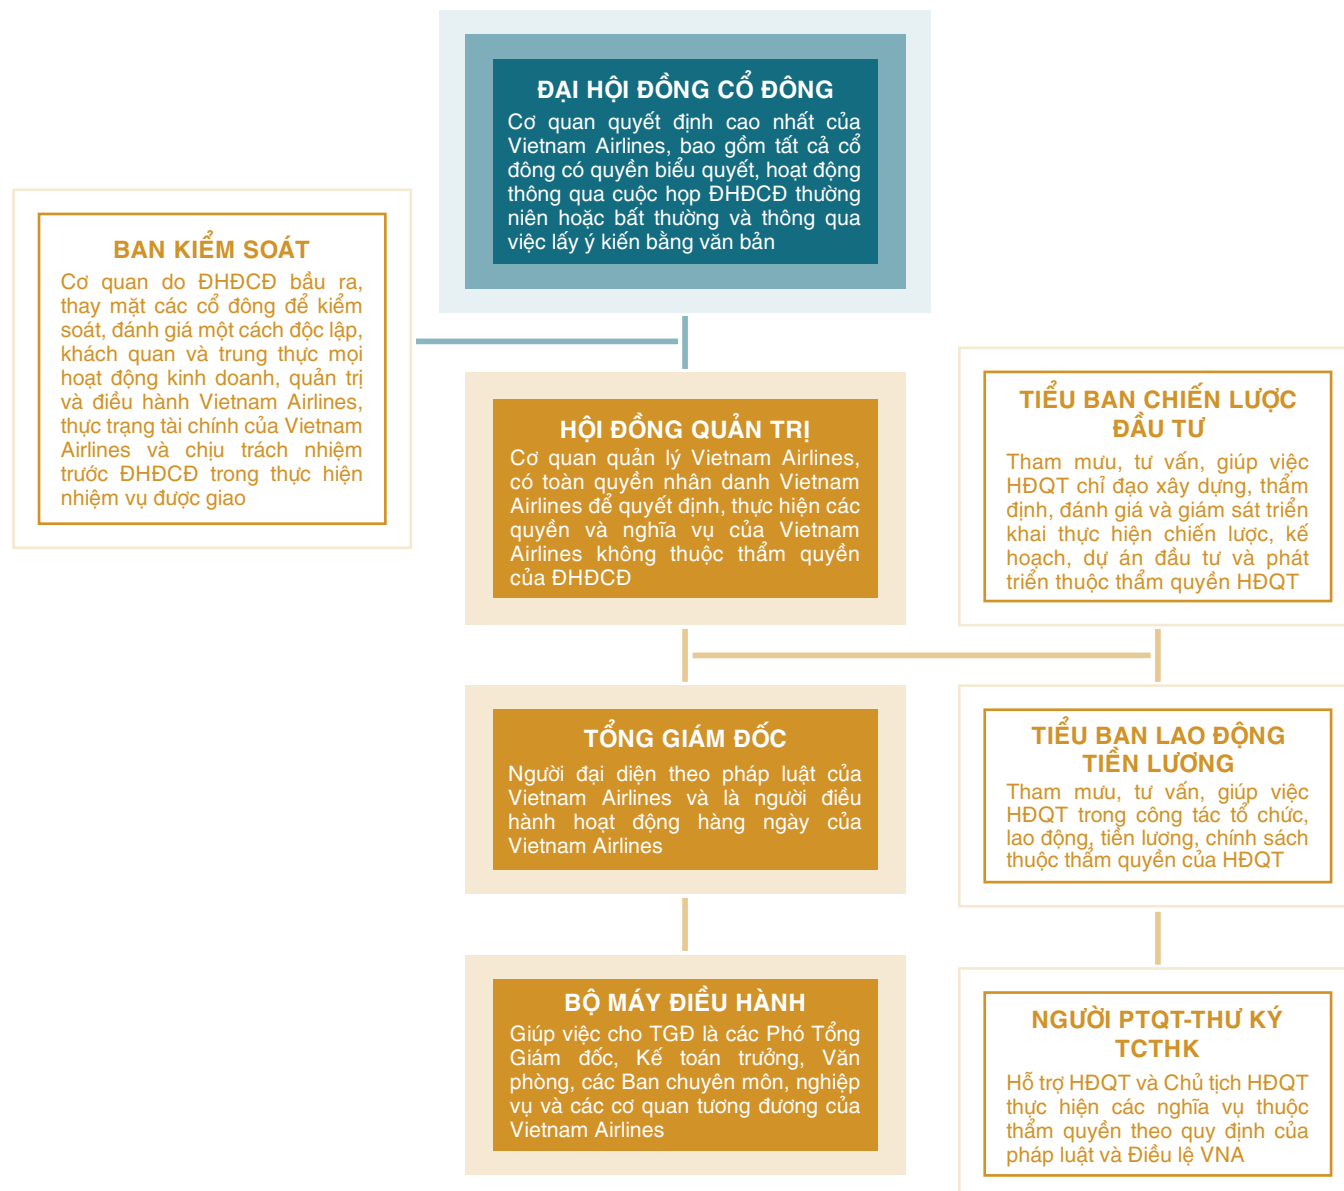 ĐẠI HỘI ĐỒNG CỔ ĐÔNG
Cơ quan quyết định cao nhất của
Vietnam Airlines, bao gồm tất cả cổ
đông có quyền biểu quyết, hoạt động
thông qua cuộc họp ĐHĐCĐ thường
niên hoặc bất thường và thông qua
việc lấy ý kiến bằng văn bản
BAN KIỂM SOÁT
Cơ quan do ĐHĐCĐ bầu ra,
thay mặt các cổ đông để kiểm
soát, đánh giá một cách độc lập,
khách quan và trung thực mọi
hoạt động kinh doanh, quản trị
và điều hành Vietnam Airlines,
thực trạng tài chính của Vietnam
Airlines và chịu trách nhiệm
trước ĐHĐCĐ trong thực hiện
nhiệm vụ được giao
HỘI ĐỒNG QUẢN TRỊ
Cơ quan quản lý Vietnam Airlines,
có toàn quyền nhân danh Vietnam
Airlines để quyết định, thực hiện các
quyền và nghĩa vụ của Vietnam
Airlines không thuộc thẩm quyền
của ĐHĐCĐ
TIỂU BAN CHIẾN LƯỢC
ĐẦU TƯ
Tham mưu, tư vấn, giúp việc
HĐQT chỉ đạo xây dựng, thẩm
định, đánh giá và giám sát triển
khai thực hiện chiến lược, kế
hoạch, dự án đầu tư và phát
triển thuộc thẩm quyền HĐQT
TỔNG GIÁM ĐỐC
Người đại diện theo pháp luật của
Vietnam Airlines và là người điều
hành hoạt động hàng ngày của
Vietnam Airlines
TIỂU BAN LAO ĐỘNG
TIỀN LƯƠNG
Tham mưu, tư vấn, giúp việc
HĐQT trong công tác tổ chức,
lao động, tiền lương, chính sách
thuộc thẩm quyền của HĐQT
BỘ MÁY ĐIỀU HÀNH
Giúp việc cho TGĐ là các Phó Tổng
Giám đốc, Kế toán trưởng, Văn
phòng, các Ban chuyên môn, nghiệp
vụ và các cơ quan tương đương của
Vietnam Airlines
NGƯỜI PTQT-THƯ KÝ
TCTHK
Hỗ trợ HĐQT và Chủ tịch HĐQT
thực hiện các nghĩa vụ thuộc
thẩm quyền theo quy định của
pháp luật và Điều lệ VNA